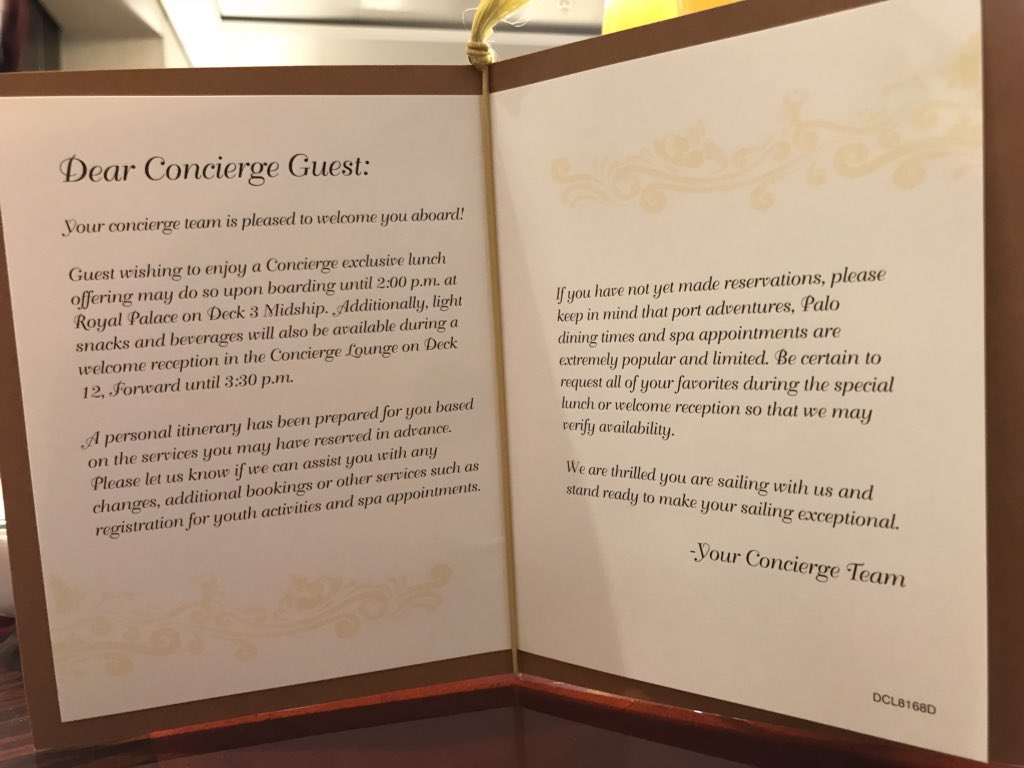 Dear Concierge Guest:
Your concierge team is pleased to welcome you aboard!
Guest wishing to enjoy a Concierge exclusive lunch
offering may do so upon boarding until 2:00 p.m. at
Royal Palace on Deck 3 Midship. Additionally, light
snacks and beverages will also be available during a
welcome reception in the Concierge Lounge on Deck
12, Forward until 3:30 p.m.
A personal itinerary has been prepared for you based
on the services you may have reserved in advance.
Please let us know if we can assist you with any
changes, additional bookings or other services such as
registration for youth activities and spa appointments.
If you have not yet made reservations, please
keep in mind that port adventures, Palo
dining times and spa appointments are
extremely popular and limited. Be certain to
request all of your favorites during the special
lunch or welcome reception so that we may
verify availability.
We are thrilled you are sailing with us and
stand ready to make your sailing exceptional.
-Your Concierge Team
DCL8168D